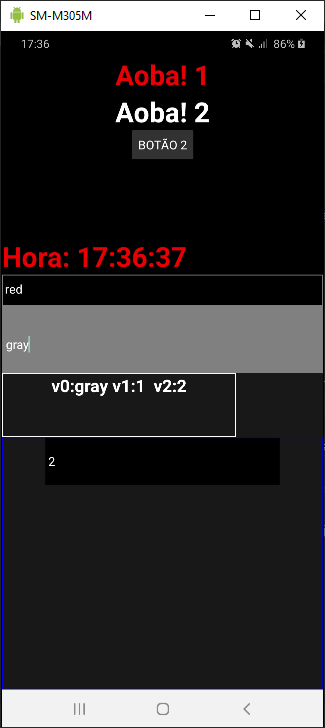 SM-M305M
17:36 86%
Aoba! 1
Aoba! 2
BOTÃO 2
Hora: 17:36:37
red
gray
v0:gray v1:1  v2:2
2